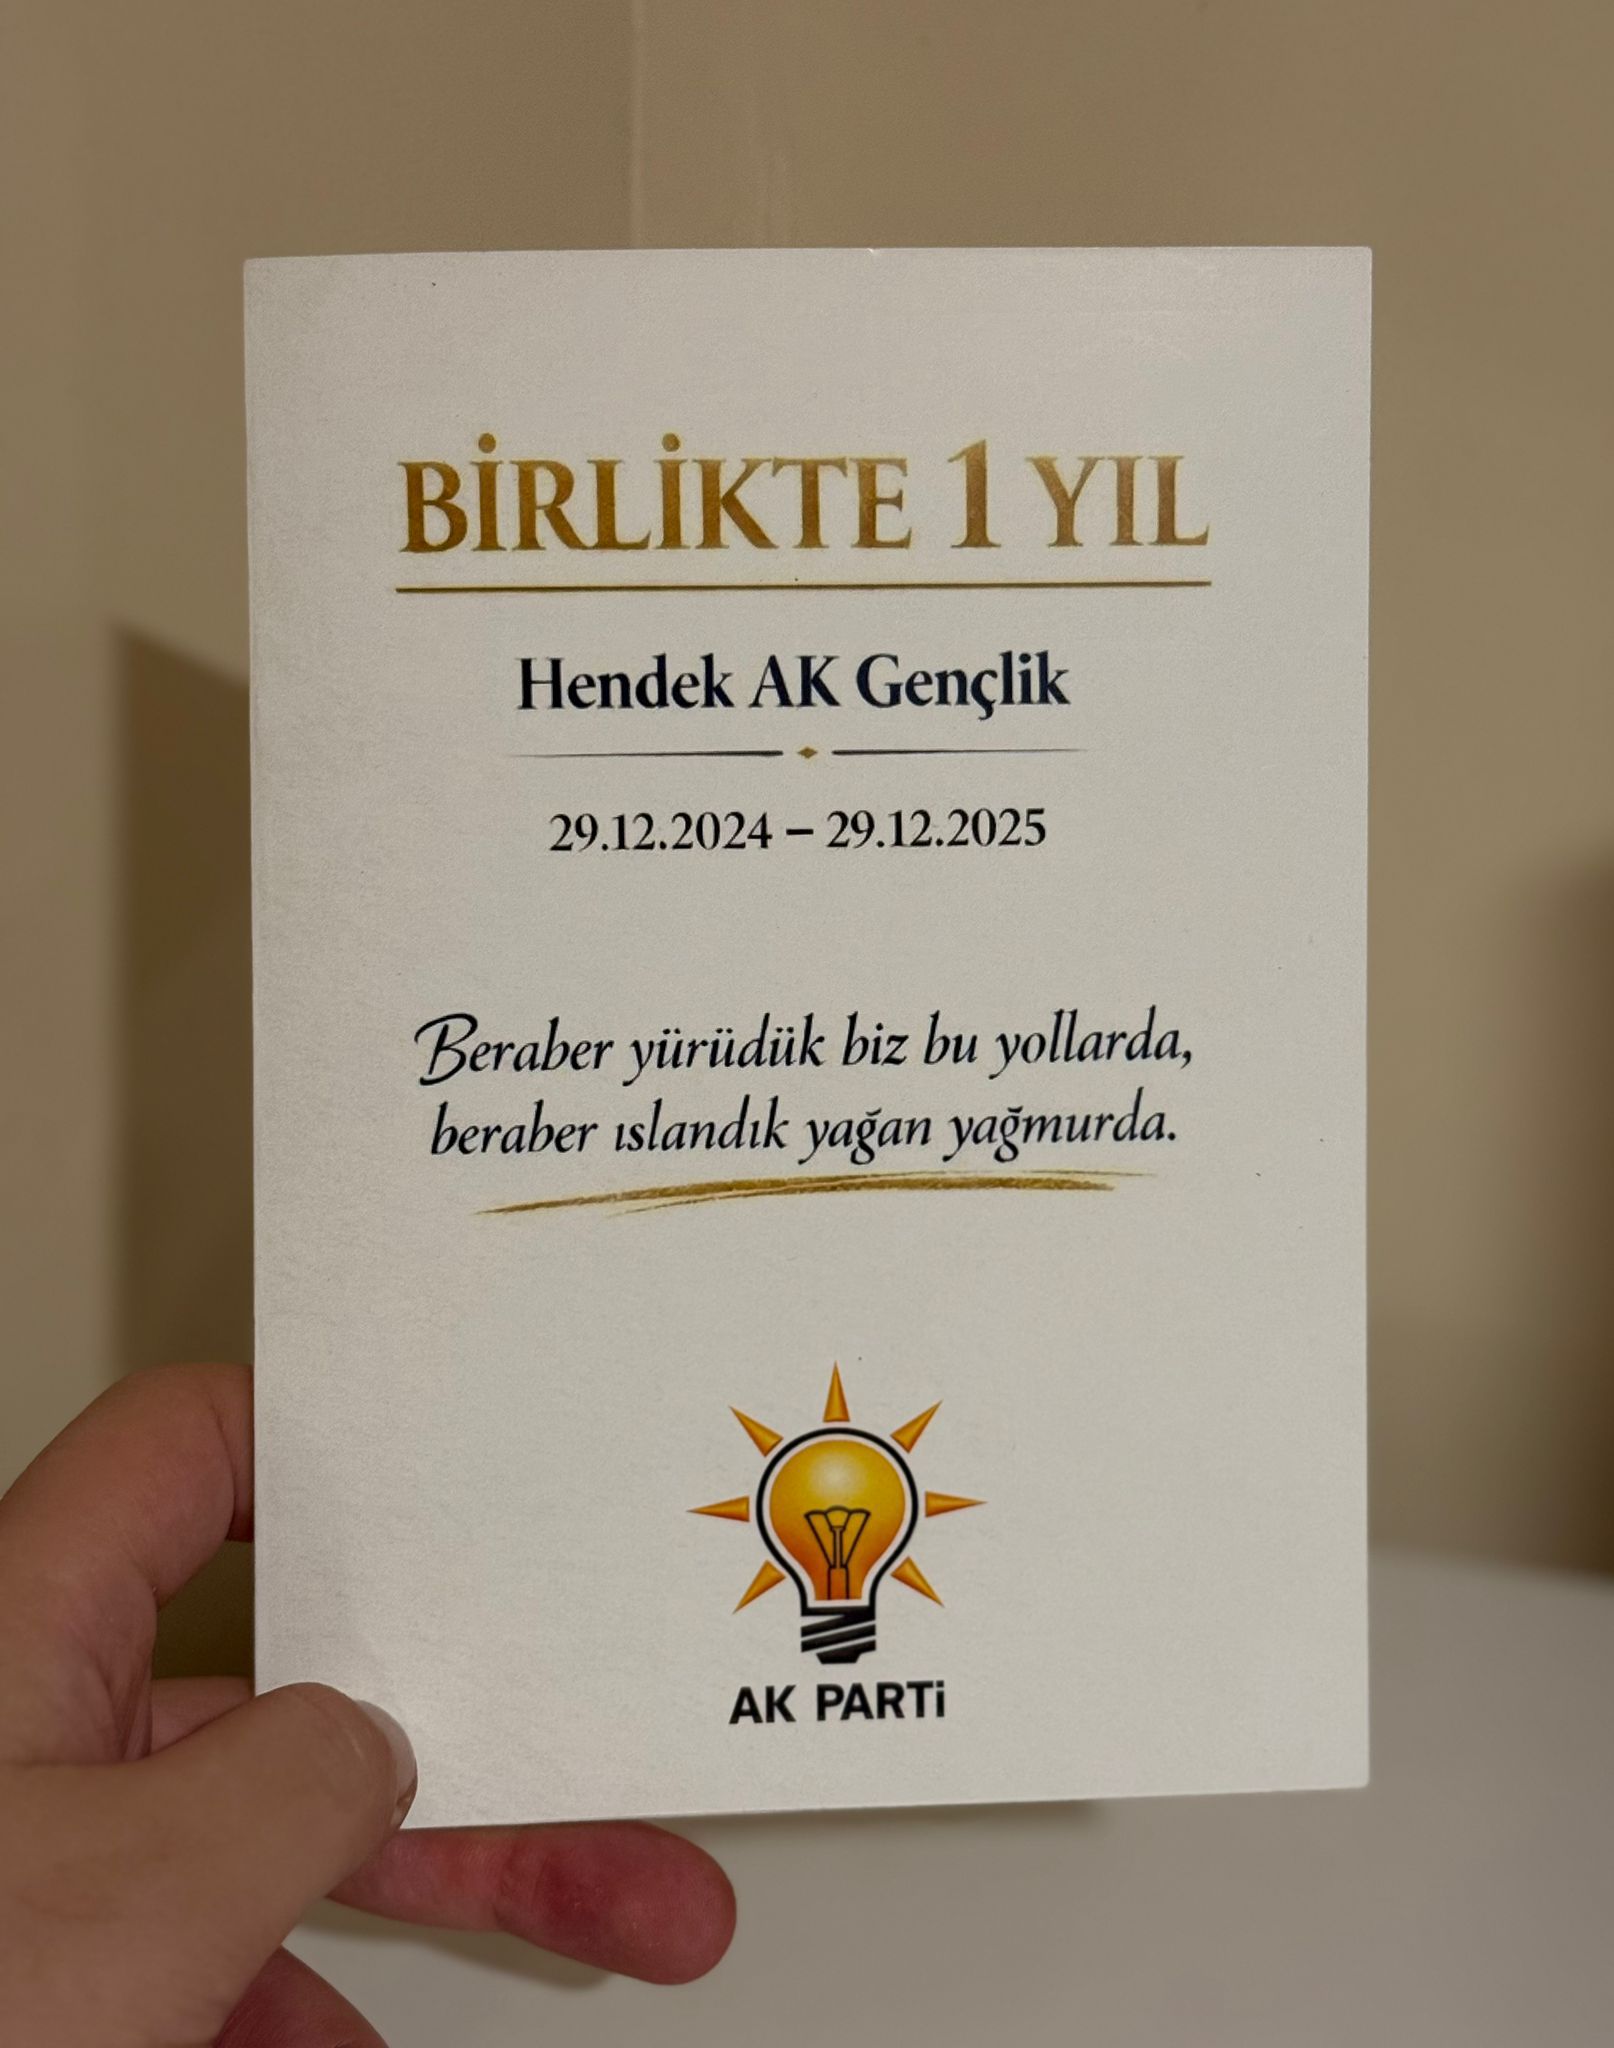 BİRLİKTE 1 YIL
Hendek AK Gençlik
29.12.2024 – 29.12.2025
Beraber yürüdük biz bu yollarda,
beraber ıslandık yağan yağmurda.
AK PARTi